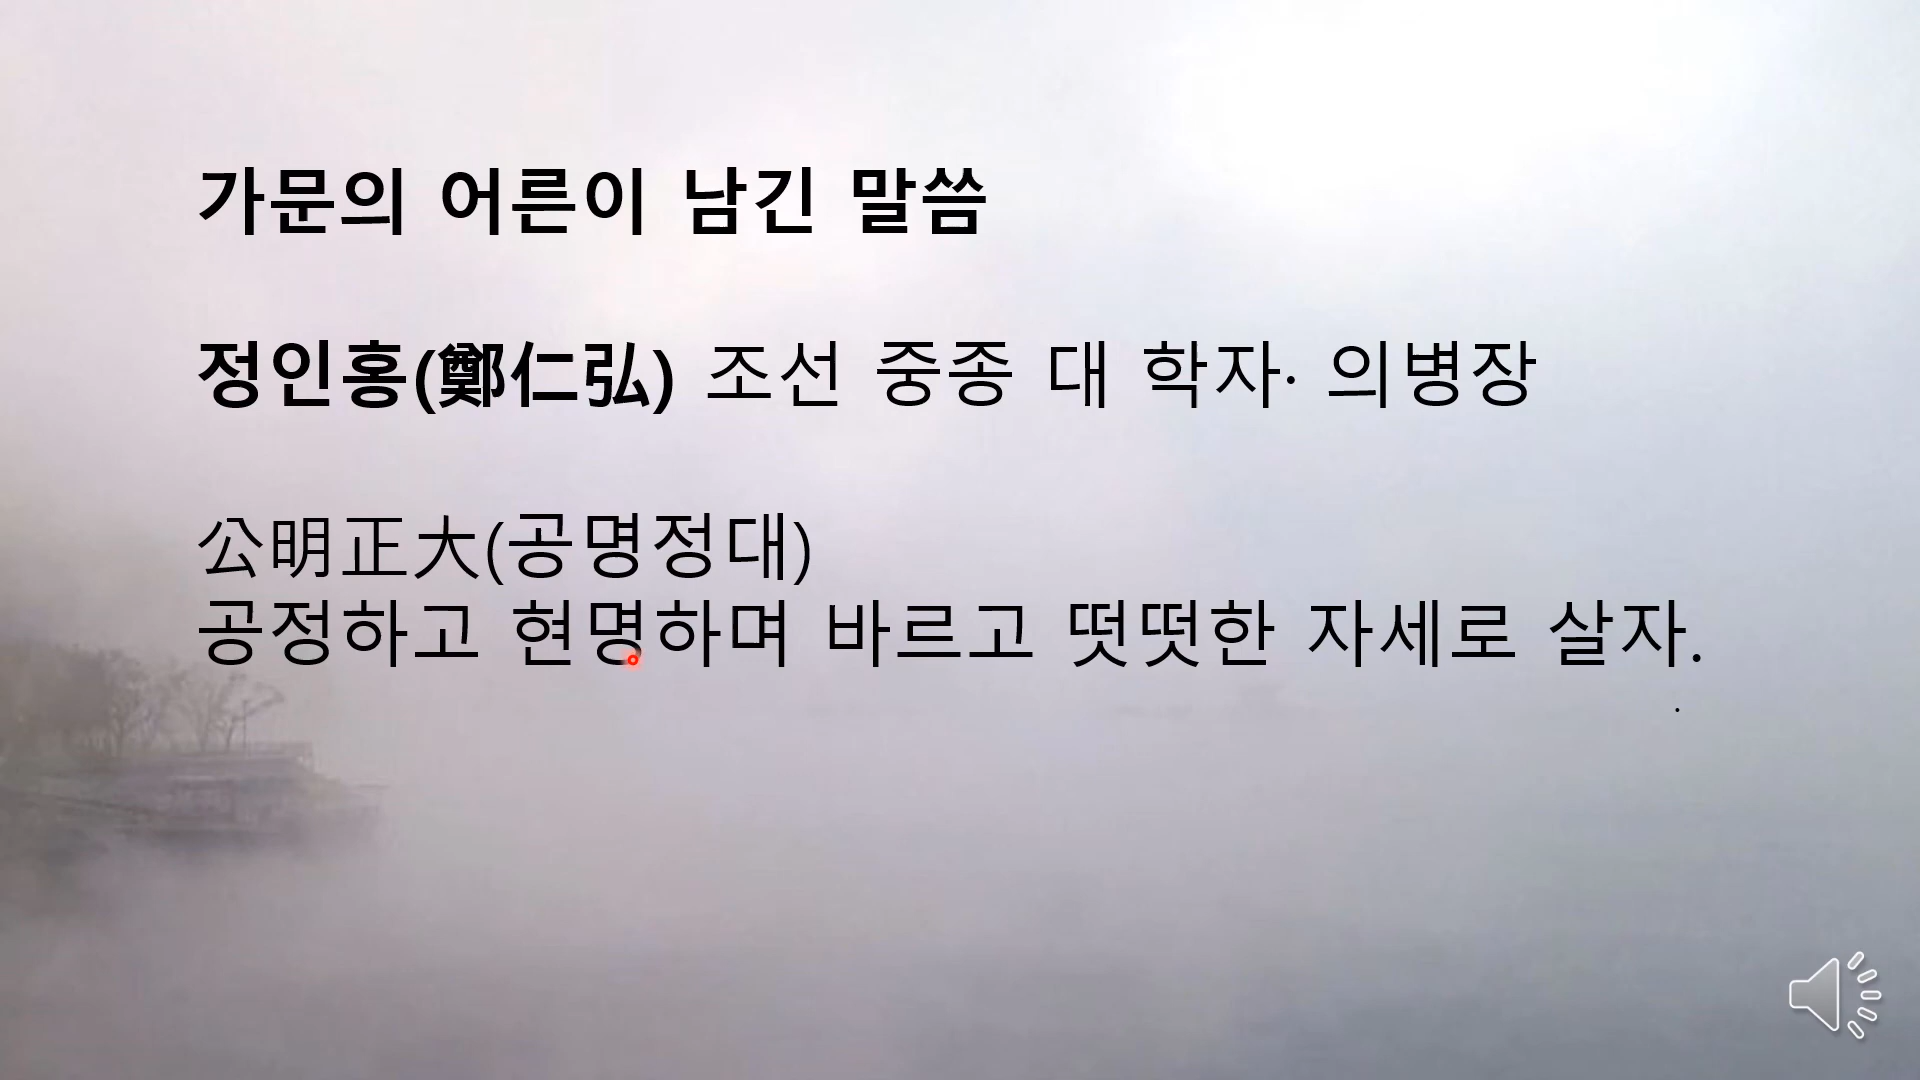 가문의 어른이 남긴 말씀
정인홍(鄭仁弘) 조선 중종 대 학자· 의병장
公明正大(공명정대)
공정하고 현명하며 바르고 떳떳한 자세로 살자.
.